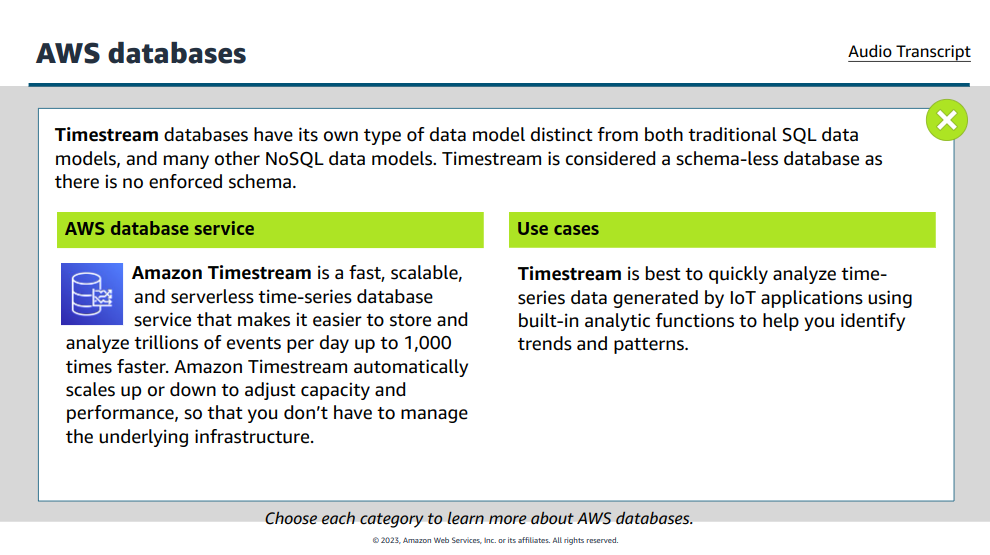 AWS databases
Audio Transcript
Timestream databases have its own type of data model distinct from both traditional SQL data
models, and many other NoSQL data models. Timestream is considered a schema-less database as
there is no enforced schema.
AWS database service
Amazon Timestream is a fast, scalable,
and serverless time-series database
service that makes it easier to store and
analyze trillions of events per day up to 1,000
times faster. Amazon Timestream automatically
scales up or down to adjust capacity and
performance, so that you don’t have to manage
the underlying infrastructure.
Use cases
Timestream is best to quickly analyze time-
series data generated by IoT applications using
built-in analytic functions to help you identify
trends and patterns.
Choose each category to learn more about AWS databases.
© 2023, Amazon Web Services, Inc. or its affiliates. All rights reserved.